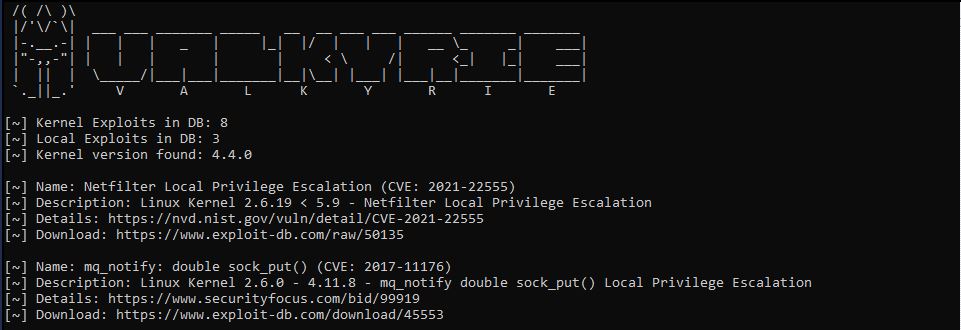 V A L K Y R I E
[~] Kernel Exploits in DB: 8
[~] Local Exploits in DB: 3
[~] Kernel version found: 4.4.0
[~] Name: Netfilter Local Privilege Escalation (CVE: 2021-22555)
[~] Description: Linux Kernel 2.6.19 < 5.9 - Netfilter Local Privilege Escalation
[~] Details: https://nvd.nist.gov/vuln/detail/CVE-2021-22555
[~] Download: https://www.exploit-db.com/raw/50135
[~] Name: mq_notify: double sock_put() (CVE: 2017-11176)
[~] Description: Linux Kernel 2.6.0 - 4.11.8 - mq_notify double sock_put() Local Privilege Escalation
[~] Details: https://www.securityfocus.com/bid/99919
[~] Download: https://www.exploit-db.com/download/45553